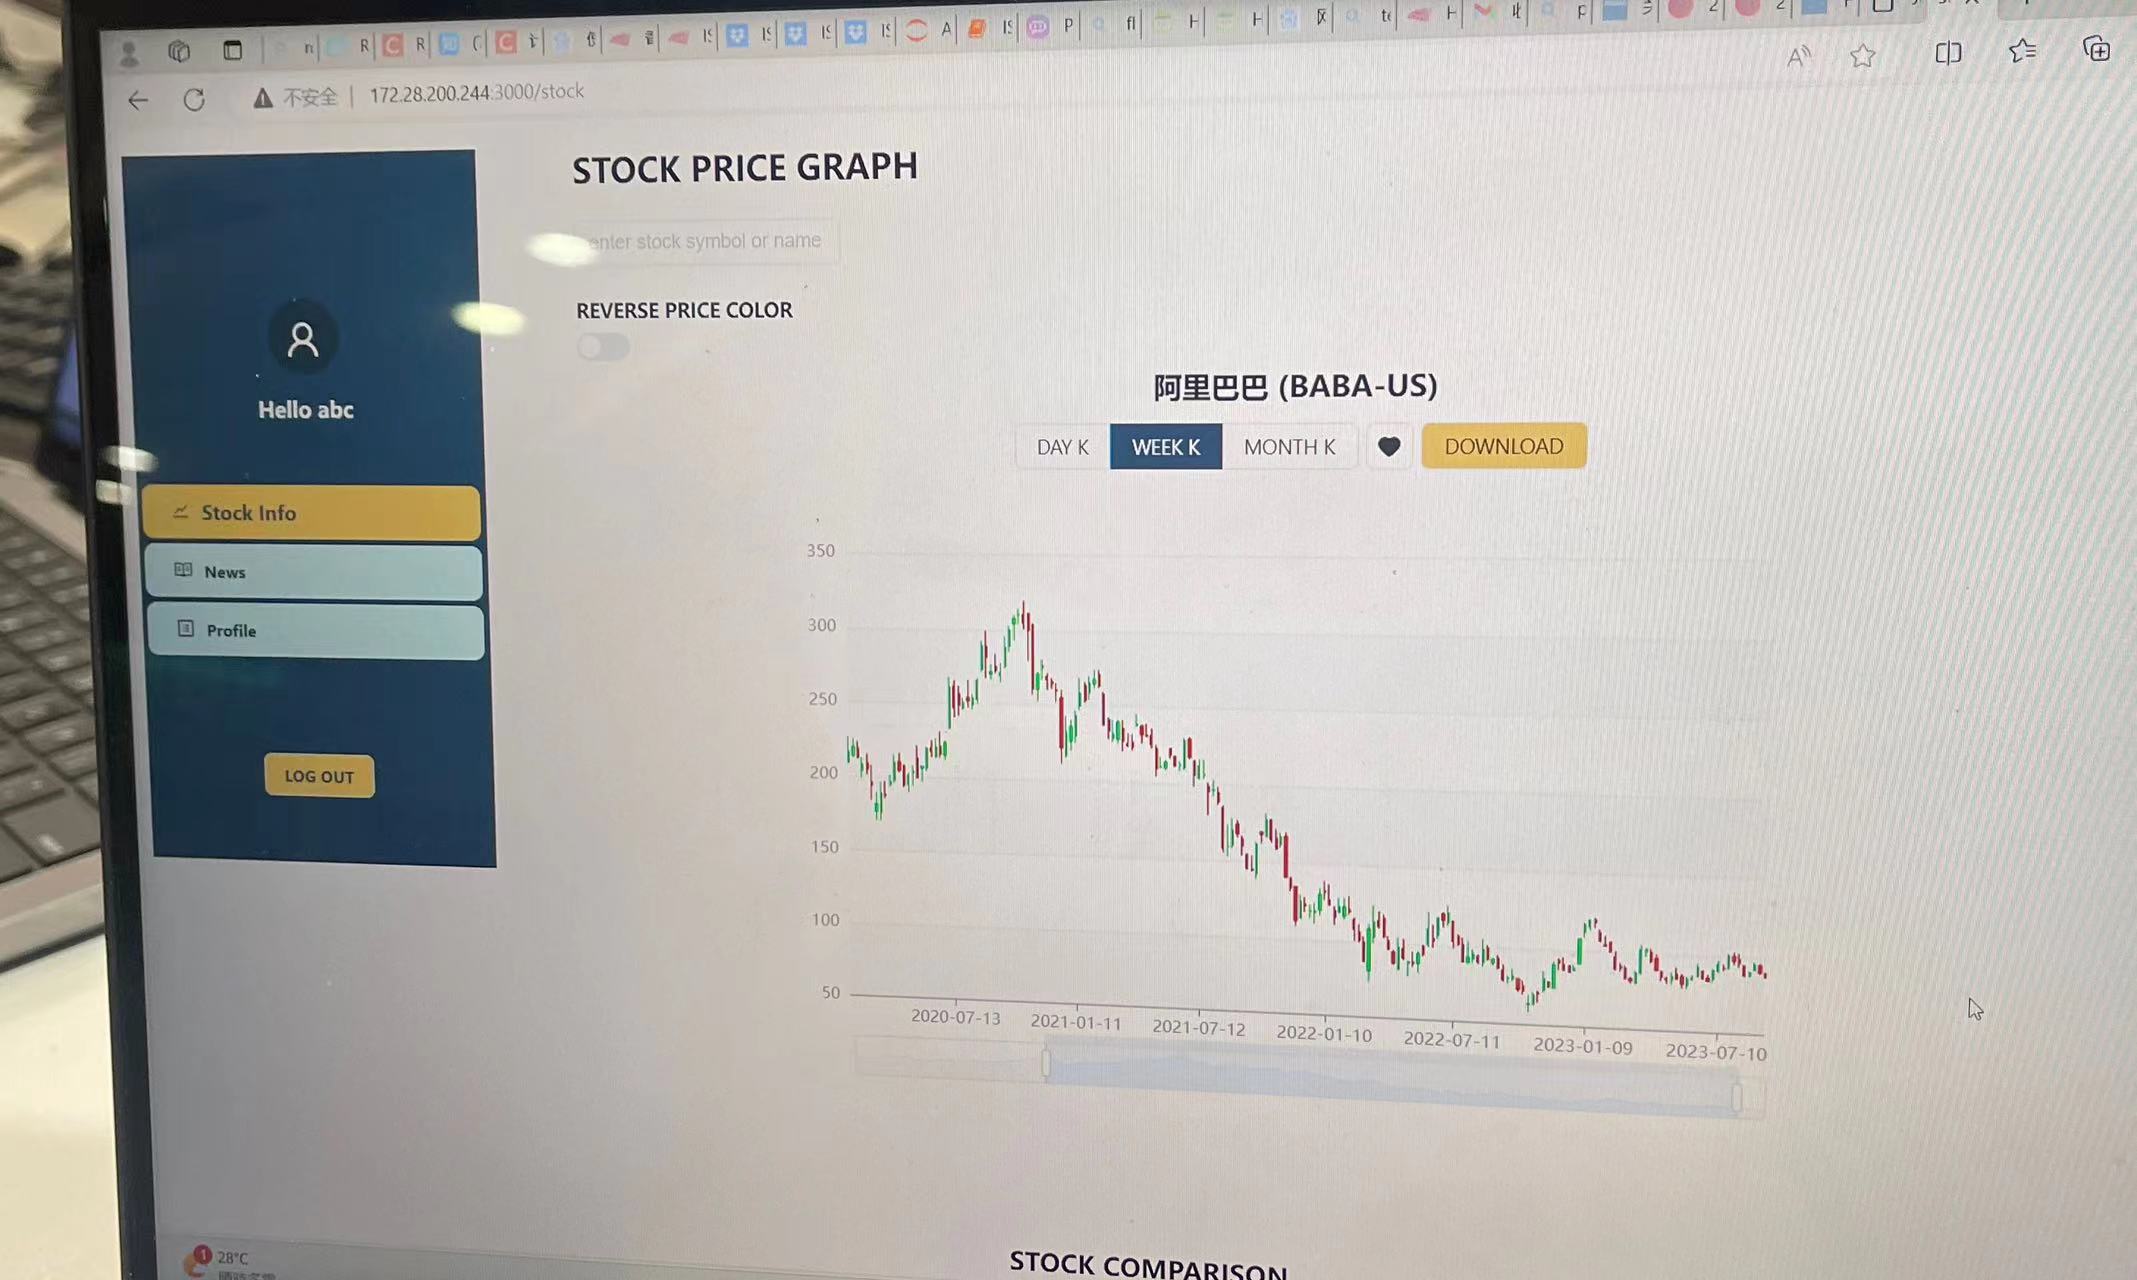 不安全 | 172.28.200.244:3000/stock
STOCK PRICE GRAPH
enter stock symbol or name
REVERSE PRICE COLOR
Hello abc
Stock Info
News
Profile
LOG OUT
阿里巴巴 (BABA-US)
DAY K WEEK K MONTH K DOWNLOAD
350
300
250
200
150
100
50
2020-07-13 2021-01-11 2021-07-12 2022-01-10 2022-07-11 2023-01-09 2023-07-10
STOCK COMPARISON
1
28°C